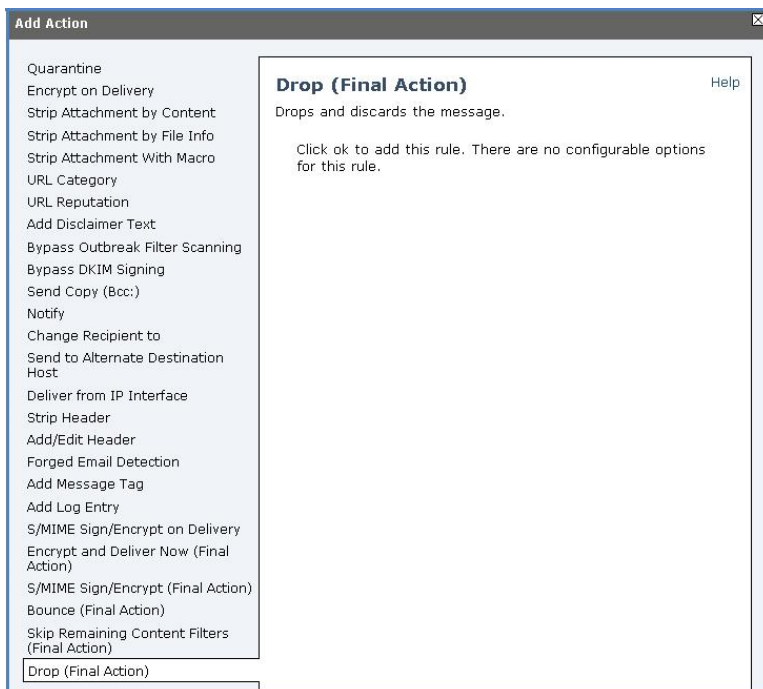 Add Action
Quarantine
Encrypt on Delivery
Strip Attachment by Content
Strip Attachment by File Info
Strip Attachment With Macro
URL Category
URL Reputation
Add Disclaimer Text
Bypass Outbreak Filter Scanning
Bypass DKIM Signing
Send Copy (Bcc:)
Notify
Change Recipient to
Send to Alternate Destination
Host
Deliver from IP Interface
Strip Header
Add/Edit Header
Forged Email Detection
Add Message Tag
Add Log Entry
S/MIME Sign/Encrypt on Delivery
Encrypt and Deliver Now (Final
Action)
S/MIME Sign/Encrypt (Final Action)
Bounce (Final Action)
Skip Remaining Content Filters
(Final Action)
Drop (Final Action)
Drop (Final Action)
Help
Drops and discards the message.
Click ok to add this rule. There are no configurable options
for this rule.